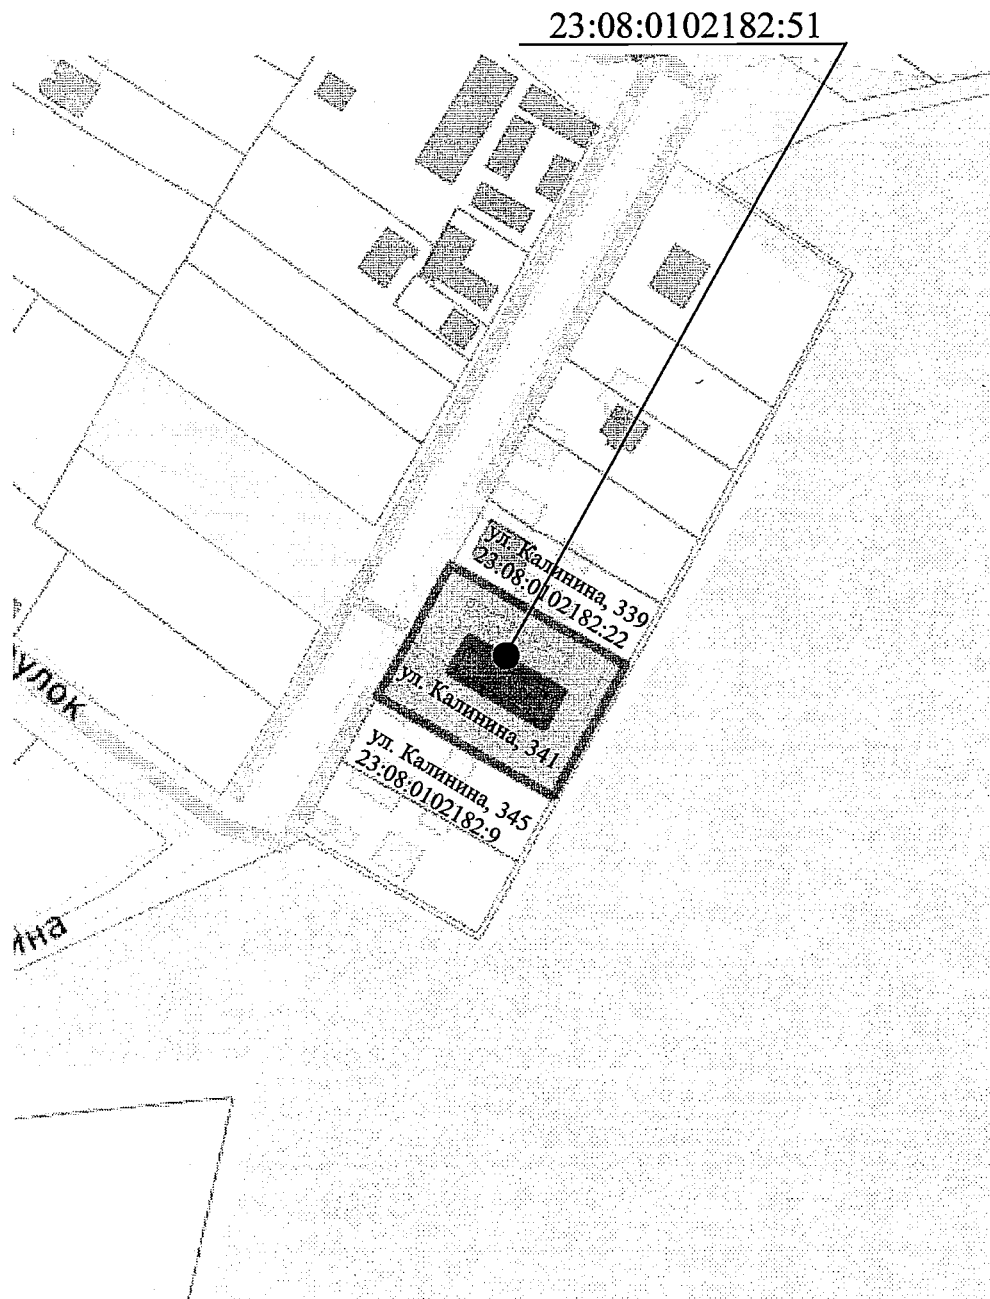 23:08:0102182:51
ул. Калинина, 339
23:08:0102182:22
ул. Калинина, 341
ул. Калинина, 345
23:08:0102182:9
улок
ина